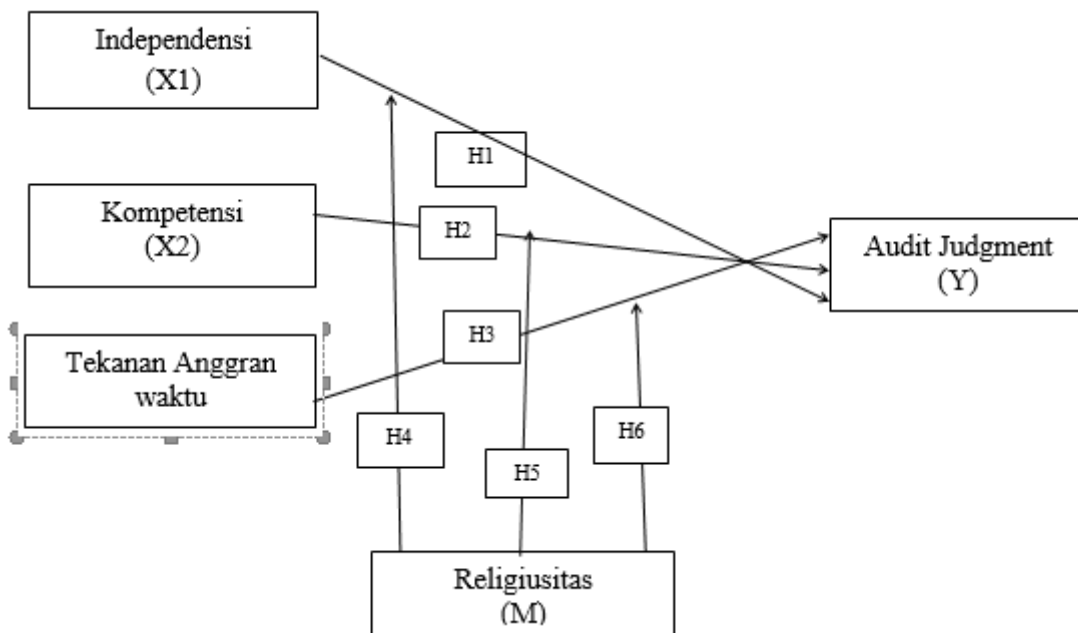 Independensi
(X1)
H1
Kompetensi
(X2)
H2
Audit Judgment
(Y)
H3
Tekanan Anggran
waktu
H4
H5
H6
Religiusitas
(M)